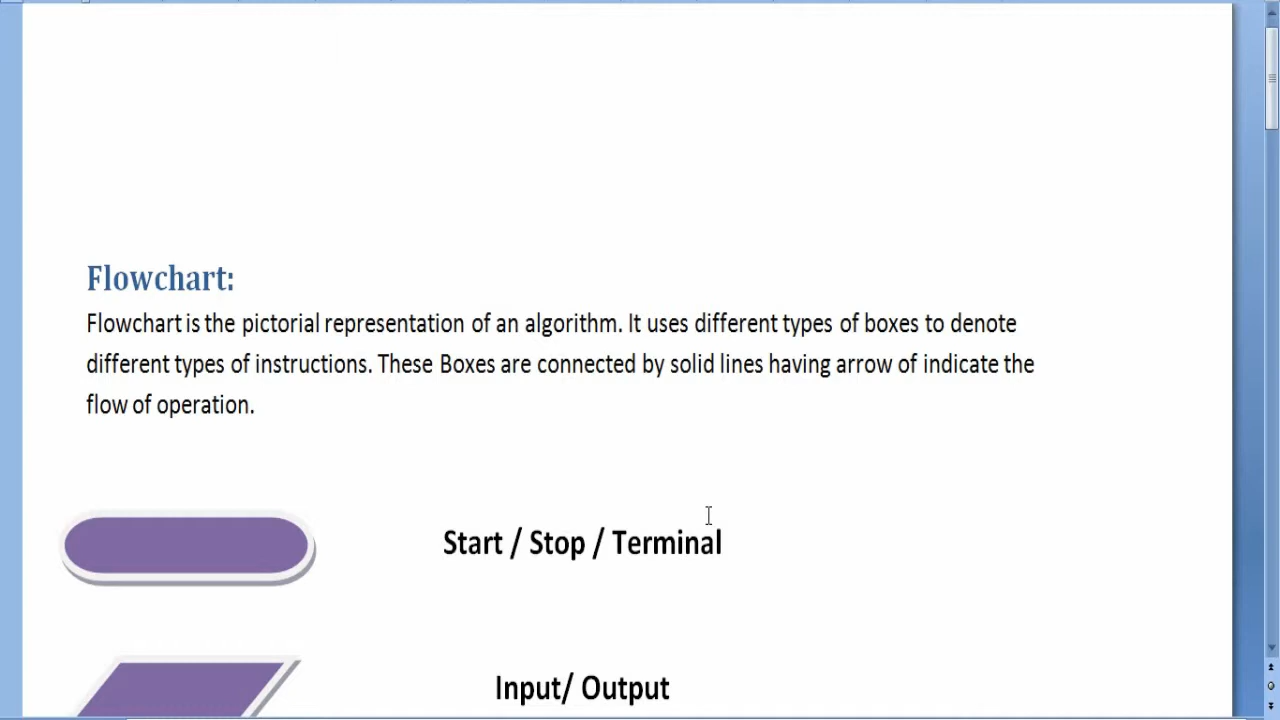 Flowchart:
Flowchart is the pictorial representation of an algorithm. It uses different types of boxes to denote
different types of instructions. These Boxes are connected by solid lines having arrow of indicate the
flow of operation.
Start / Stop / Terminal
Input/ Output